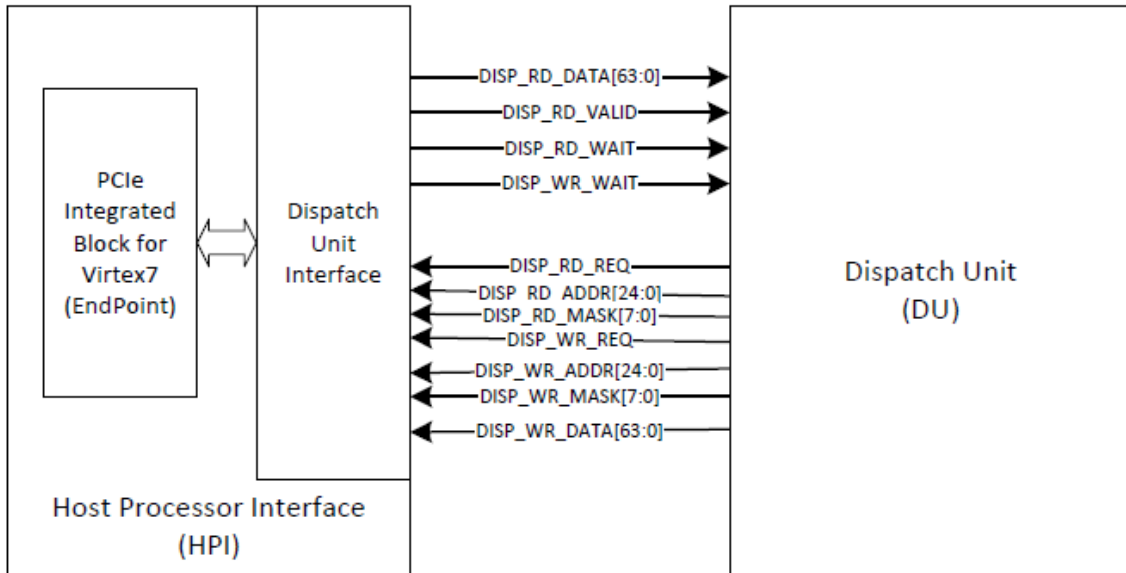 DISP_RD_DATA[63:0]
DISP_RD_VALID
DISP_RD_WAIT
DISP_WR_WAIT
PCIe
Integrated
Block for
Virtex7
(EndPoint)
Dispatch
Unit
Interface
DISP_RD_REQ
DISP_RD_ADDR[24:0]
DISP_RD_MASK[7:0]
DISP_WR_REQ
DISP_WR_ADDR[24:0]
DISP_WR_MASK[7:0]
DISP_WR_DATA[63:0]
Dispatch Unit
(DU)
Host Processor Interface
(HPI)